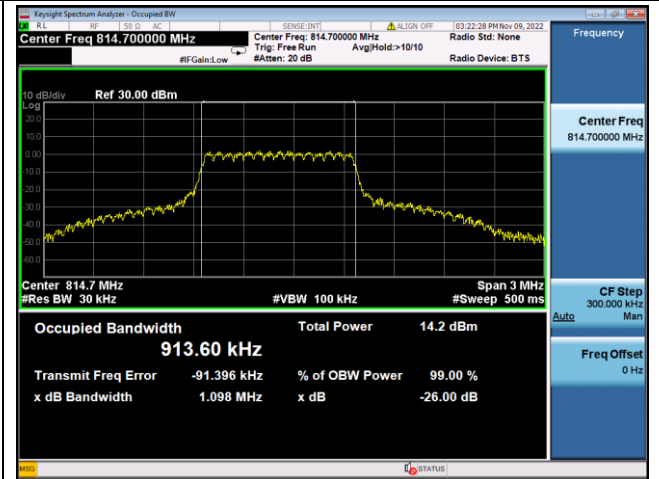 Keysight Spectrum Analyzer - Occupied BW
RL RF 50 Ω AC SENSE:INT ALIGN OFF 03:22:28 PM Nov 09, 2022
Center Freq 814.700000 MHz Center Freq: 814.700000 MHz Radio Std: None Frequency
Trig: Free Run Avg|Hold:>10/10
#IFGain:Low #Atten: 20 dB Radio Device: BTS
10 dB/div Ref 30.00 dBm
Log
20.0
10.0
0.00
-10.0
-20.0
-30.0
-40.0
-50.0
-60.0
Center Freq
814.700000 MHz
Center 814.7 MHz Span 3 MHz
#Res BW 30 kHz #VBW 100 kHz #Sweep 500 ms
CF Step
300.000 kHz
Auto Man
Occupied Bandwidth Total Power 14.2 dBm
913.60 kHz
Freq Offset
0 Hz
Transmit Freq Error -91.396 kHz % of OBW Power 99.00 %
x dB Bandwidth 1.098 MHz x dB -26.00 dB
MSG STATUS